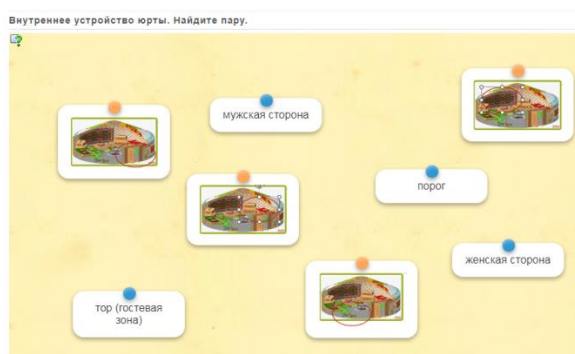 Внутреннее устройство юрты. Найдите пару.
мужская сторона
порог
женская сторона
тор (гостевая
зона)